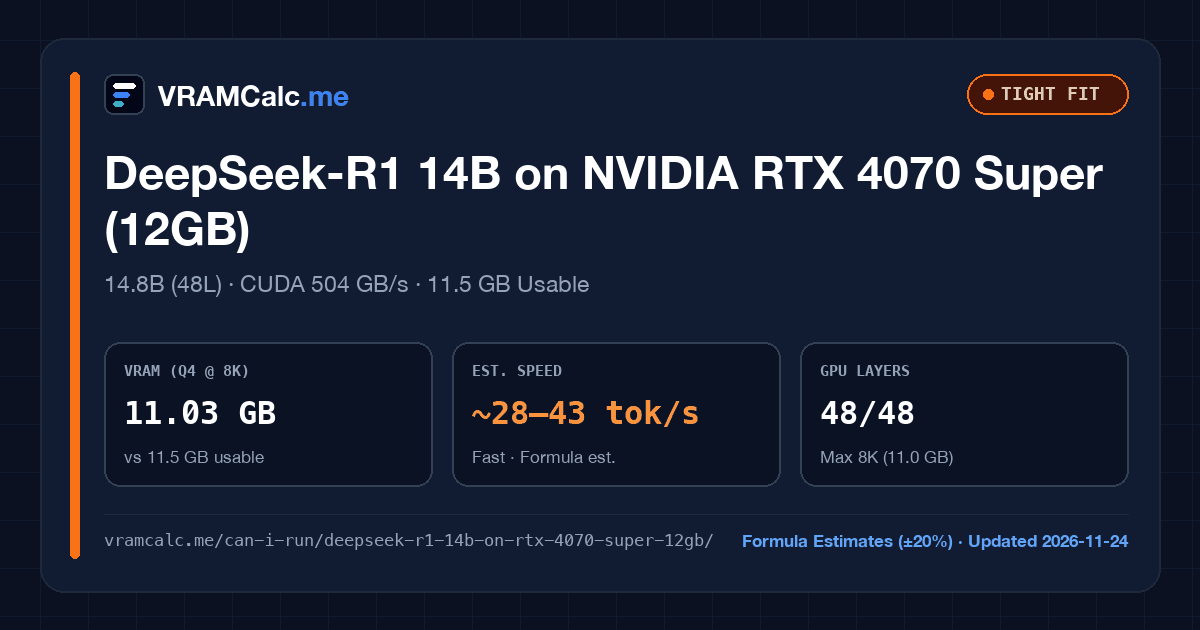 VRAMCalc.me
TIGHT FIT
DeepSeek-R1 14B on NVIDIA RTX 4070 Super
(12GB)
14.8B (48L) · CUDA 504 GB/s · 11.5 GB Usable
VRAM (Q4 @ 8K)
11.03 GB
vs 11.5 GB usable
EST. SPEED
~28–43 tok/s
Fast · Formula est.
GPU LAYERS
48/48
Max 8K (11.0 GB)
vramcalc.me/can-i-run/deepseek-r1-14b-on-rtx-4070-super-12gb/
Formula Estimates (±20%) · Updated 2026-11-24